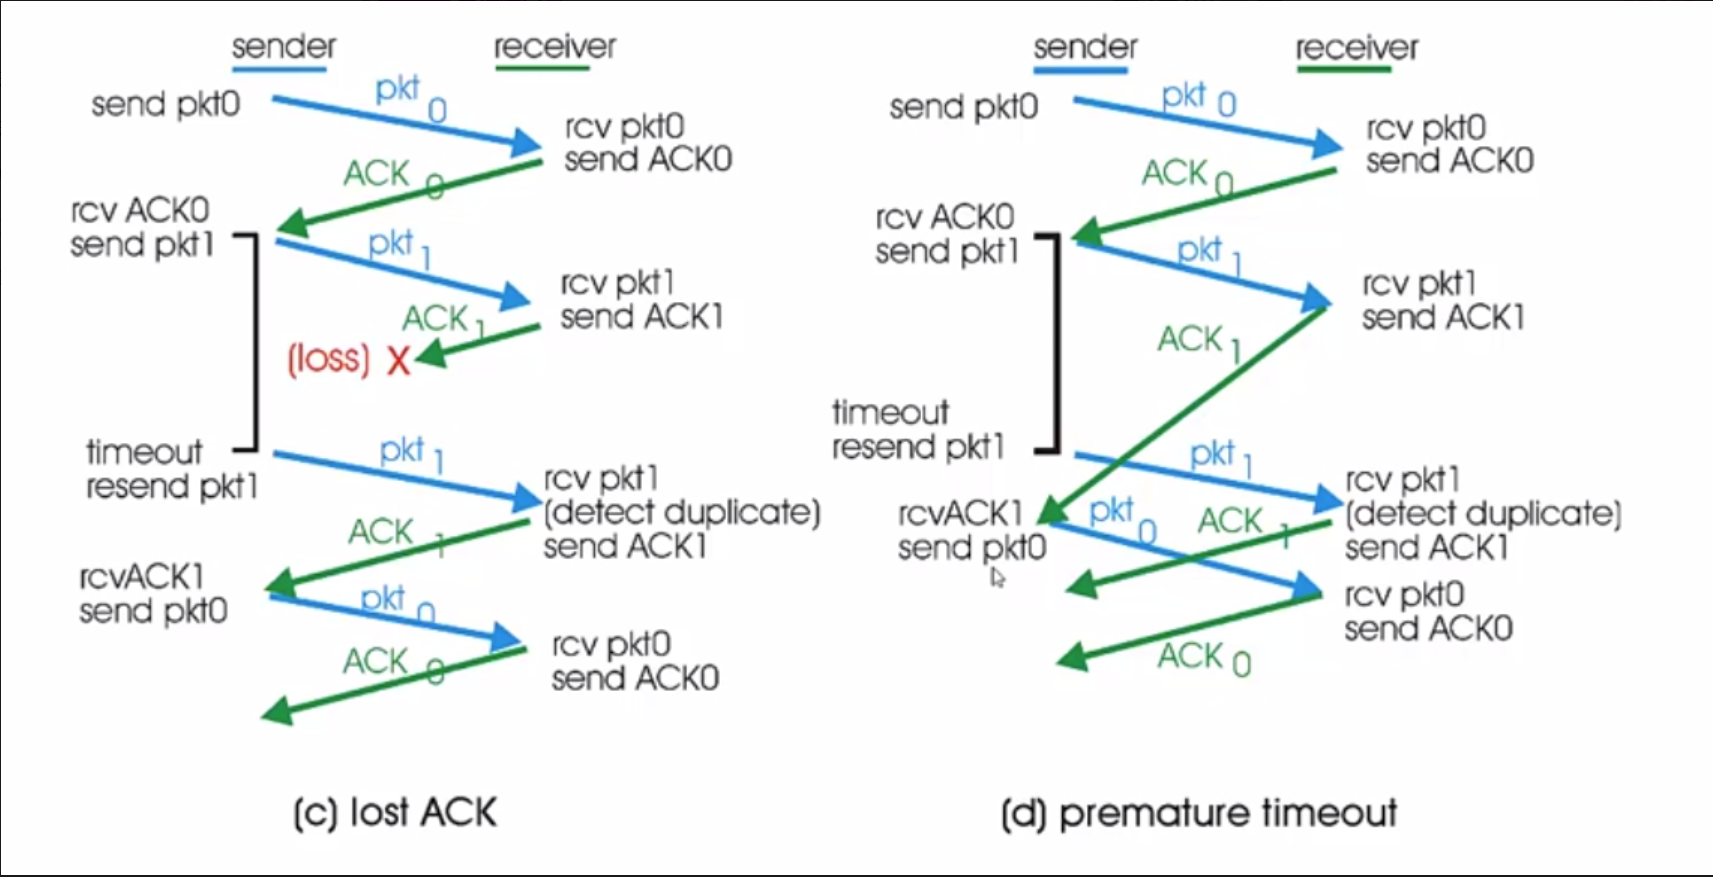 sender
receiver
send pkt0
pkt 0
rcv pkt0
send ACK0
ACK 0
rcv ACK0
send pkt1
pkt 1
rcv pkt1
send ACK1
ACK 1
(loss) X
timeout
resend pkt1
pkt 1
rcv pkt1
(detect duplicate)
send ACK1
ACK 1
rcvACK1
send pkt0
pkt 0
rcv pkt0
send ACK0
ACK 0
(c) lost ACK
sender
receiver
send pkt0
pkt 0
rcv pkt0
send ACK0
ACK 0
rcv ACK0
send pkt1
pkt 1
rcv pkt1
send ACK1
ACK 1
timeout
resend pkt1
pkt 1
rcv pkt1
(detect duplicate)
send ACK1
rcvACK1
send pkt0
pkt 0
ACK 1
rcv pkt0
send ACK0
ACK 0
(d) premature timeout